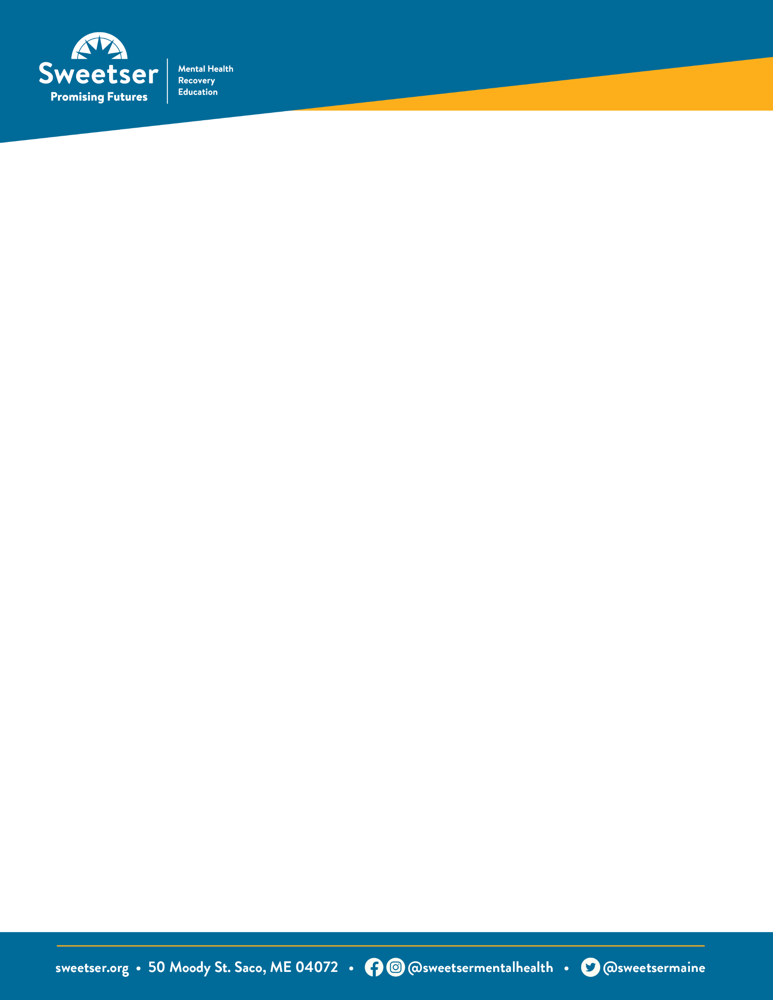 Sweetser
Promising Futures
Mental Health
Recovery
Education
sweetser.org • 50 Moody St. Saco, ME 04072 • @sweetsermentalhealth • @sweetsermaine